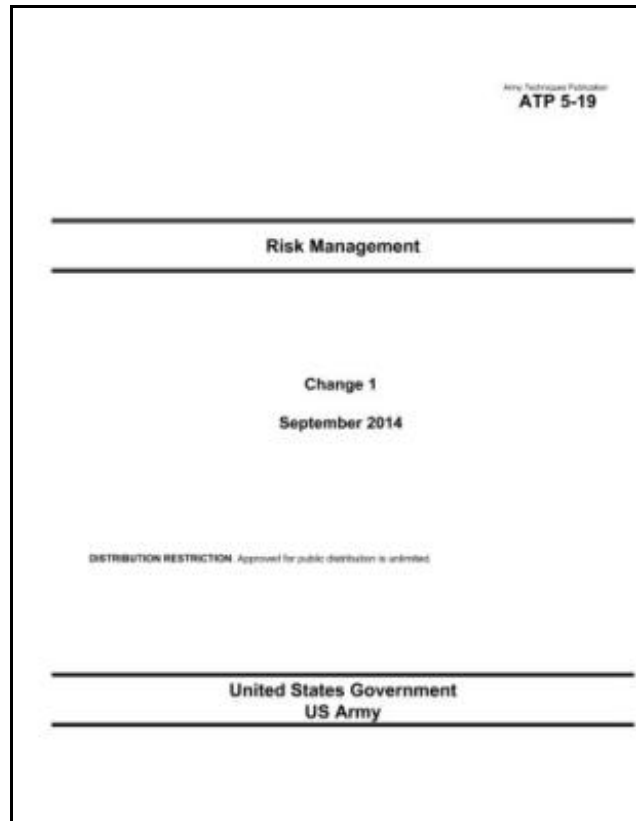 Army Techniques Publication
ATP 5-19
Risk Management
Change 1
September 2014
DISTRIBUTION RESTRICTION. Approved for public distribution is unlimited.
United States Government
US Army